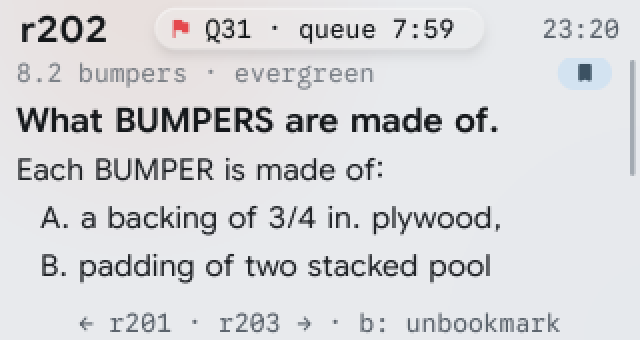 r202
Q31 · queue 7:59
23:20
8.2 bumpers · evergreen
What BUMPERS are made of.
Each BUMPER is made of:
A. a backing of 3/4 in. plywood,
B. padding of two stacked pool
← r201 · r203 → · b: unbookmark